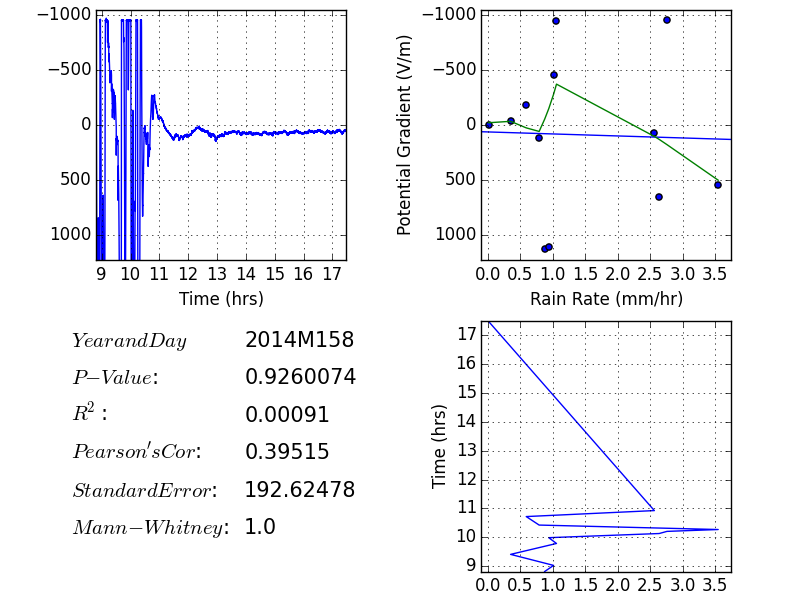 −1000
−500
0
500
1000
9 10 11 12 13 14 15 16 17
Time (hrs)
Potential Gradient (V/m)
−1000
−500
0
500
1000
0.0 0.5 1.0 1.5 2.0 2.5 3.0 3.5
Rain Rate (mm/hr)
YearandDay 2014M158
P−Value: 0.9260074
R²: 0.00091
Pearson′sCor: 0.39515
StandardError: 192.62478
Mann−Whitney: 1.0
Time (hrs)
17
16
15
14
13
12
11
10
9
0.0 0.5 1.0 1.5 2.0 2.5 3.0 3.5